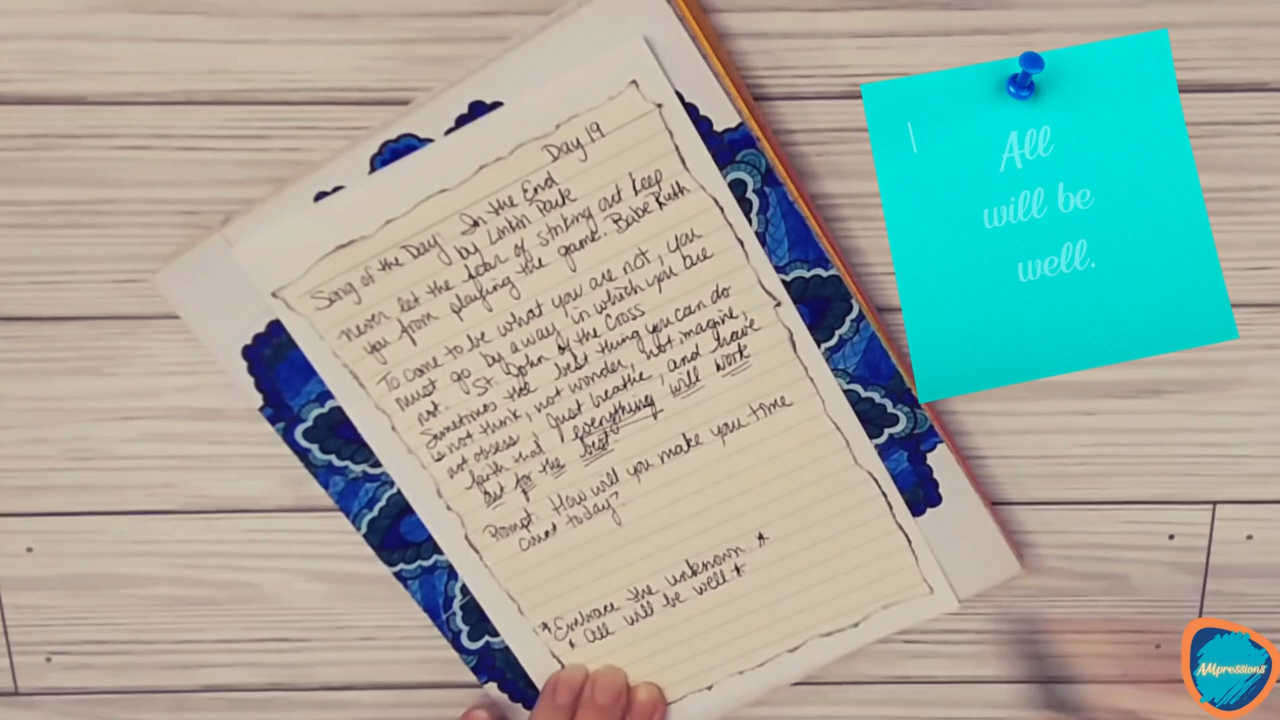 Day 19
Song of the Day: In the End
by Linkin Park
never let the fear of striking out keep
you from playing the game. Babe Ruth
To come to be what you are not, you
must go by a way in which you are
not. St. John of the Cross
Sometimes the best thing you can do
is not think, not wonder, not imagine,
not obsess. Just breathe, and have
faith that everything will work
out for the best.
Prompt: How will you make you time
count today?
*Embrace the unknown *
* All will be well *
All
will be
well.
AMpressions